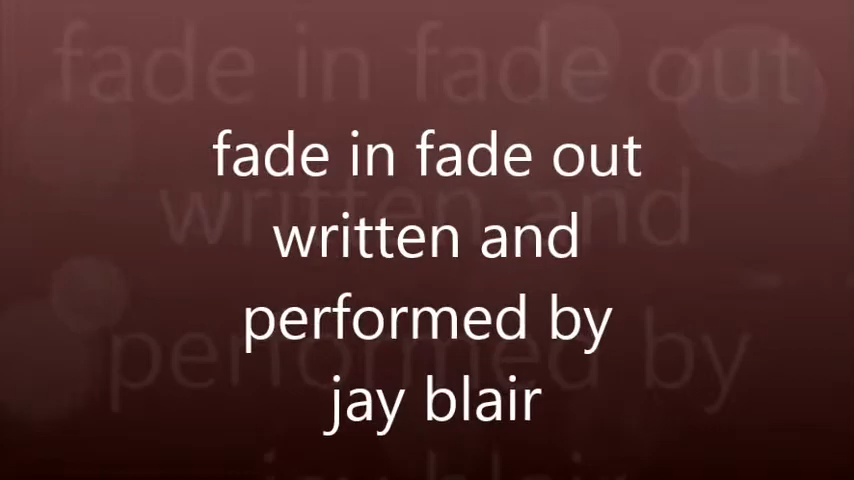 fade in fade out
written and
performed by
jay blair